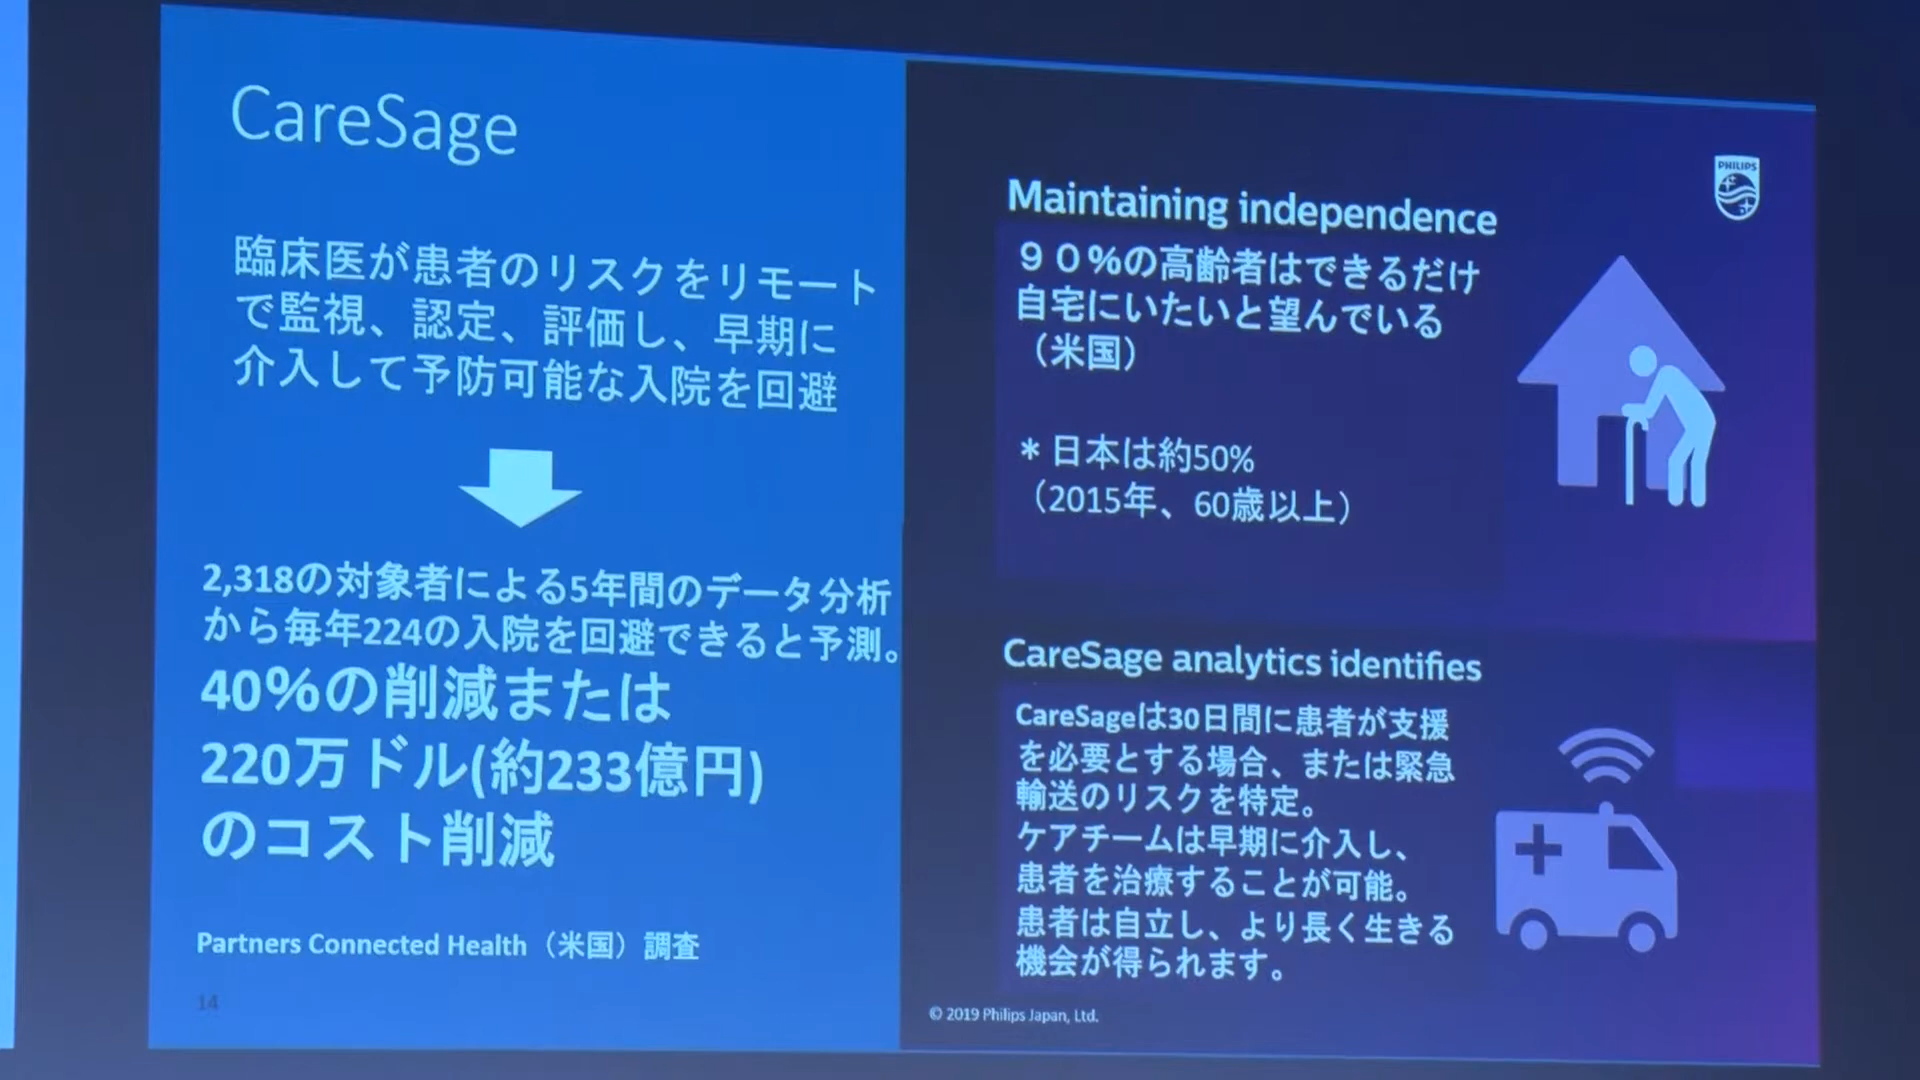 CareSage
臨床医が患者のリスクをリモート
で監視、認定、評価し、早期に
介入して予防可能な入院を回避
2,318の対象者による5年間のデータ分析
から毎年224の入院を回避できると予測。
40%の削減または
220万ドル(約233億円)
のコスト削減
Partners Connected Health（米国）調査
14
PHILIPS
Maintaining independence
９０%の高齢者はできるだけ
自宅にいたいと望んでいる
（米国）
＊日本は約50%
（2015年、60歳以上）
CareSage analytics identifies
CareSageは30日間に患者が支援
を必要とする場合、または緊急
輸送のリスクを特定。
ケアチームは早期に介入し、
患者を治療することが可能。
患者は自立し、より長く生きる
機会が得られます。
© 2019 Philips Japan, Ltd.